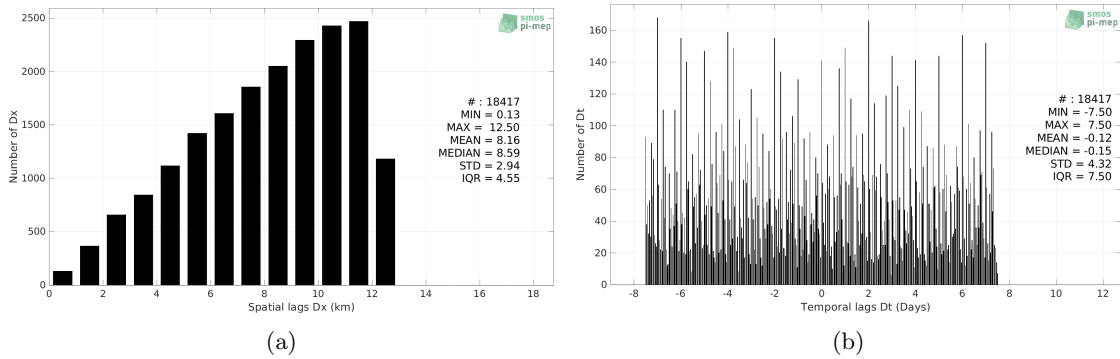 2500
2000
1500
1000
500
0
0 2 4 6 8 10 12 14 16 18
Number of Dx
Spatial lags Dx (km)
smos
pi-mep
# : 18417
MIN = 0.13
MAX = 12.50
MEAN = 8.16
MEDIAN = 8.59
STD = 2.94
IQR = 4.55
(a)
160
140
120
100
80
60
40
20
0
-8 -6 -4 -2 0 2 4 6 8 10 12
Number of Dt
Temporal lags Dt (Days)
smos
pi-mep
# : 18417
MIN = -7.50
MAX = 7.50
MEAN = -0.12
MEDIAN = -0.15
STD = 4.32
IQR = 7.50
(b)